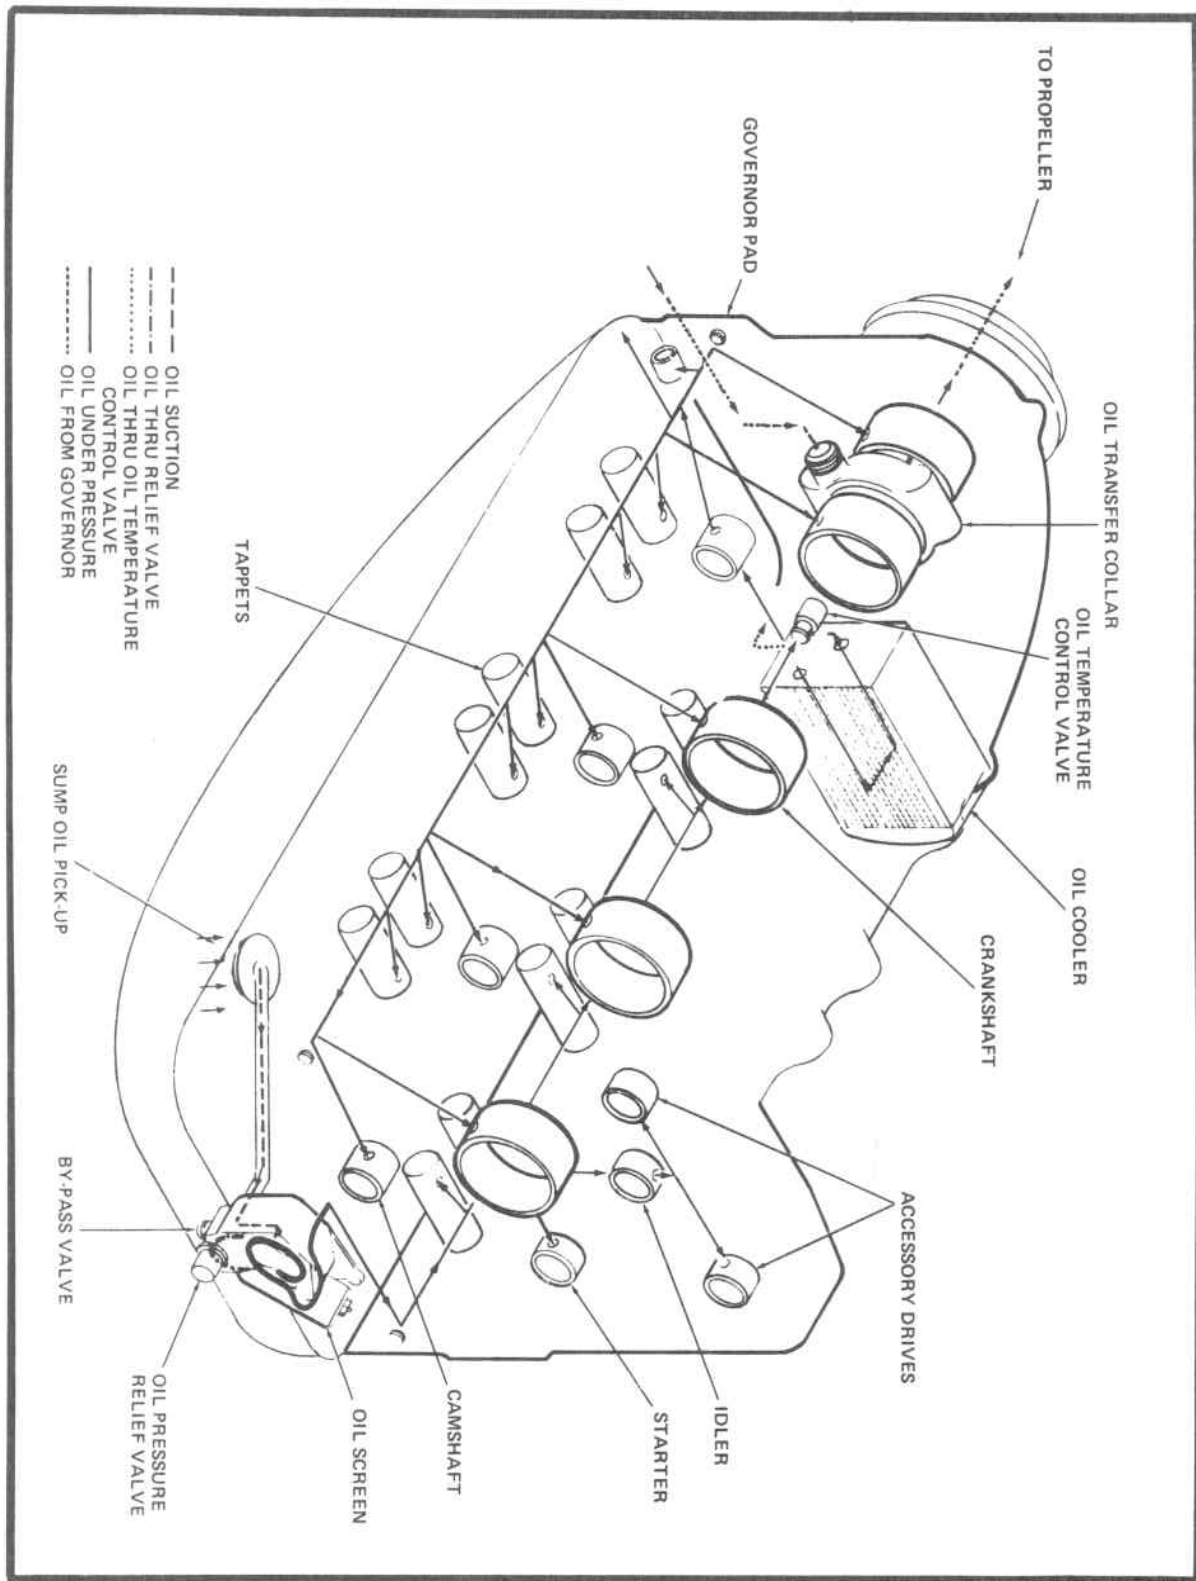 TO PROPELLER
GOVERNOR PAD
OIL TRANSFER COLLAR
OIL TEMPERATURE
CONTROL VALVE
OIL COOLER
CRANKSHAFT
ACCESSORY DRIVES
IDLER
STARTER
CAMSHAFT
OIL SCREEN
OIL PRESSURE
RELIEF VALVE
BY-PASS VALVE
SUMP OIL PICK-UP
TAPPETS
OIL SUCTION
OIL THRU RELIEF VALVE
OIL THRU OIL TEMPERATURE
CONTROL VALVE
OIL UNDER PRESSURE
OIL FROM GOVERNOR